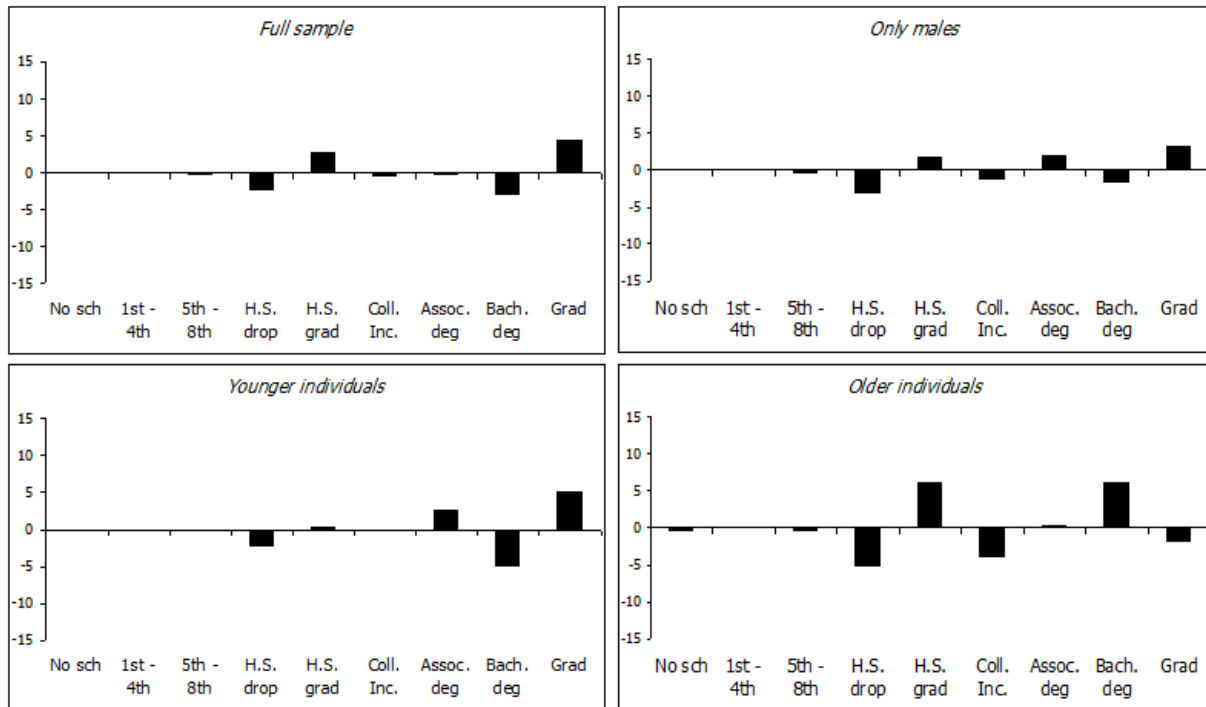 Full sample
15
10
5
0
-5
-10
-15
No sch 1st - 5th - H.S. H.S. Coll. Assoc. Bach. Grad
4th 8th drop grad Inc. deg deg
Only males
15
10
5
0
-5
-10
-15
No sch 1st - 5th - H.S. H.S. Coll. Assoc. Bach. Grad
4th 8th drop grad Inc. deg deg
Younger individuals
15
10
5
0
-5
-10
-15
No sch 1st - 5th - H.S. H.S. Coll. Assoc. Bach. Grad
4th 8th drop grad Inc. deg deg
Older individuals
15
10
5
0
-5
-10
-15
No sch 1st - 5th - H.S. H.S. Coll. Assoc. Bach. Grad
4th 8th drop grad Inc. deg deg